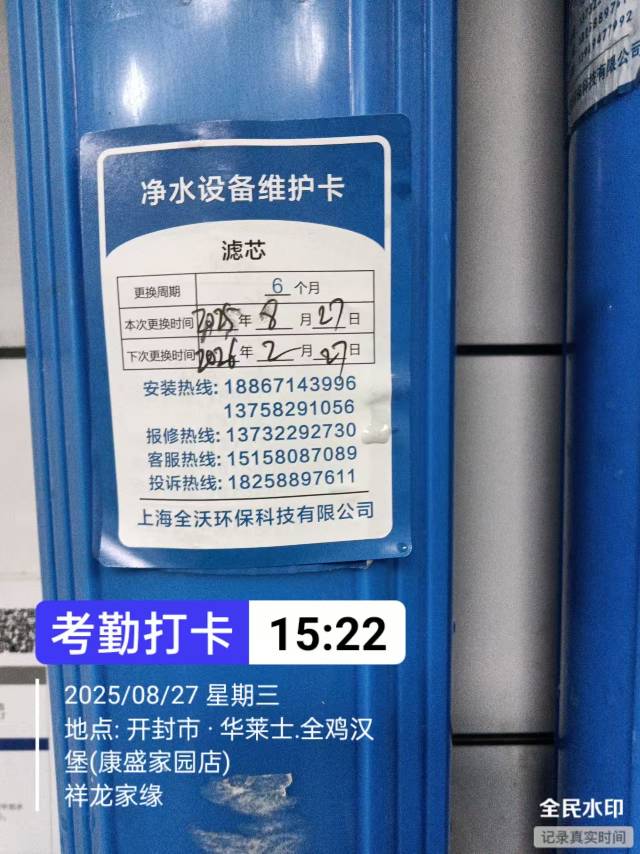 净水设备维护卡
滤芯
更换周期 6 个月
本次更换时间 2025 年 8 月 27 日
下次更换时间 2026 年 2 月 27 日
安装热线: 18867143996
13758291056
报修热线: 13732292730
客服热线: 15158087089
投诉热线: 18258897611
上海全沃环保科技有限公司
考勤打卡 15:22
2025/08/27 星期三
地点: 开封市 · 华莱士.全鸡汉
堡(康盛家园店)
祥龙家缘
全民水印
记录真实时间